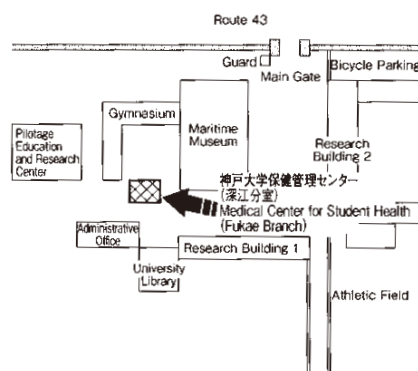 Route 43
Guard
Main Gate
Bicycle Parking
Gymnasium
Maritime
Museum
Pilotage
Education
and Research
Center
Research
Building 2
神戸大学保健管理センター
(深江分室)
Medical Center for Student Health
(Fukae Branch)
Administrative
Office
Research Building 1
University
Library
Athletic Field